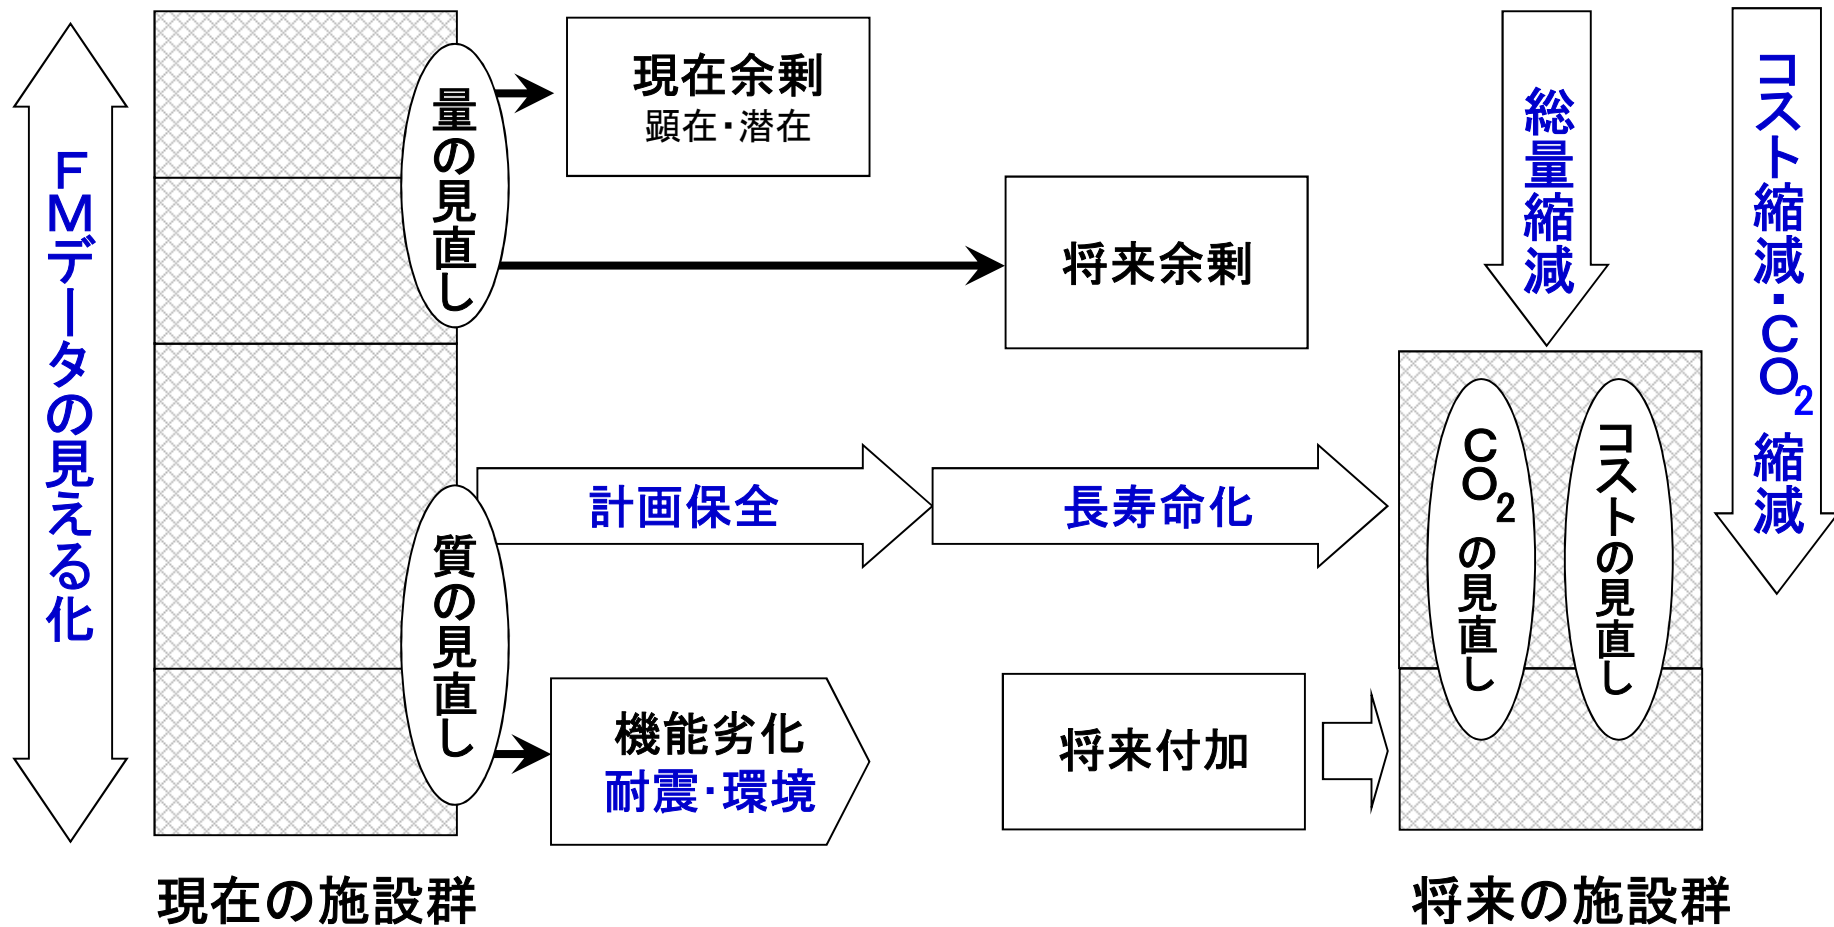 ＦＭデータの見える化
量の見直し
現在余剰
顕在・潜在
将来余剰
総量縮減
コスト縮減・ＣＯ２縮減
計画保全
長寿命化
質の見直し
機能劣化
耐震・環境
将来付加
ＣＯ２の見直し
コストの見直し
現在の施設群
将来の施設群